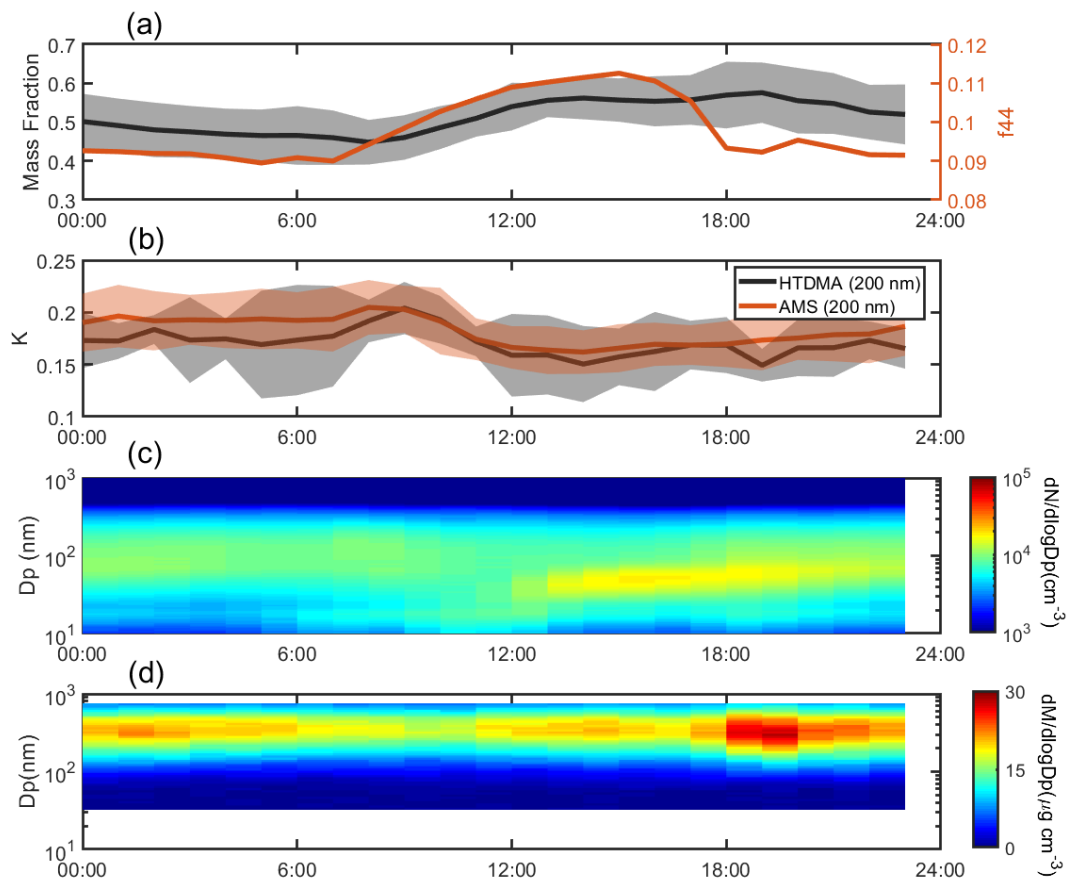 (a)
0.7
0.6
0.5
0.4
0.3
Mass Fraction
0.12
0.11
0.1
0.09
0.08
f44
00:00 6:00 12:00 18:00 24:00
(b)
0.25
0.2
0.15
0.1
K
HTDMA (200 nm)
AMS (200 nm)
00:00 6:00 12:00 18:00 24:00
(c)
10³
10²
10¹
Dp (nm)
10⁵
10⁴
10³
dN/dlogDp(cm⁻³)
00:00 6:00 12:00 18:00 24:00
(d)
10³
10²
10¹
Dp(nm)
30
15
0
dM/dlogDp(μg cm⁻³)
00:00 6:00 12:00 18:00 24:00